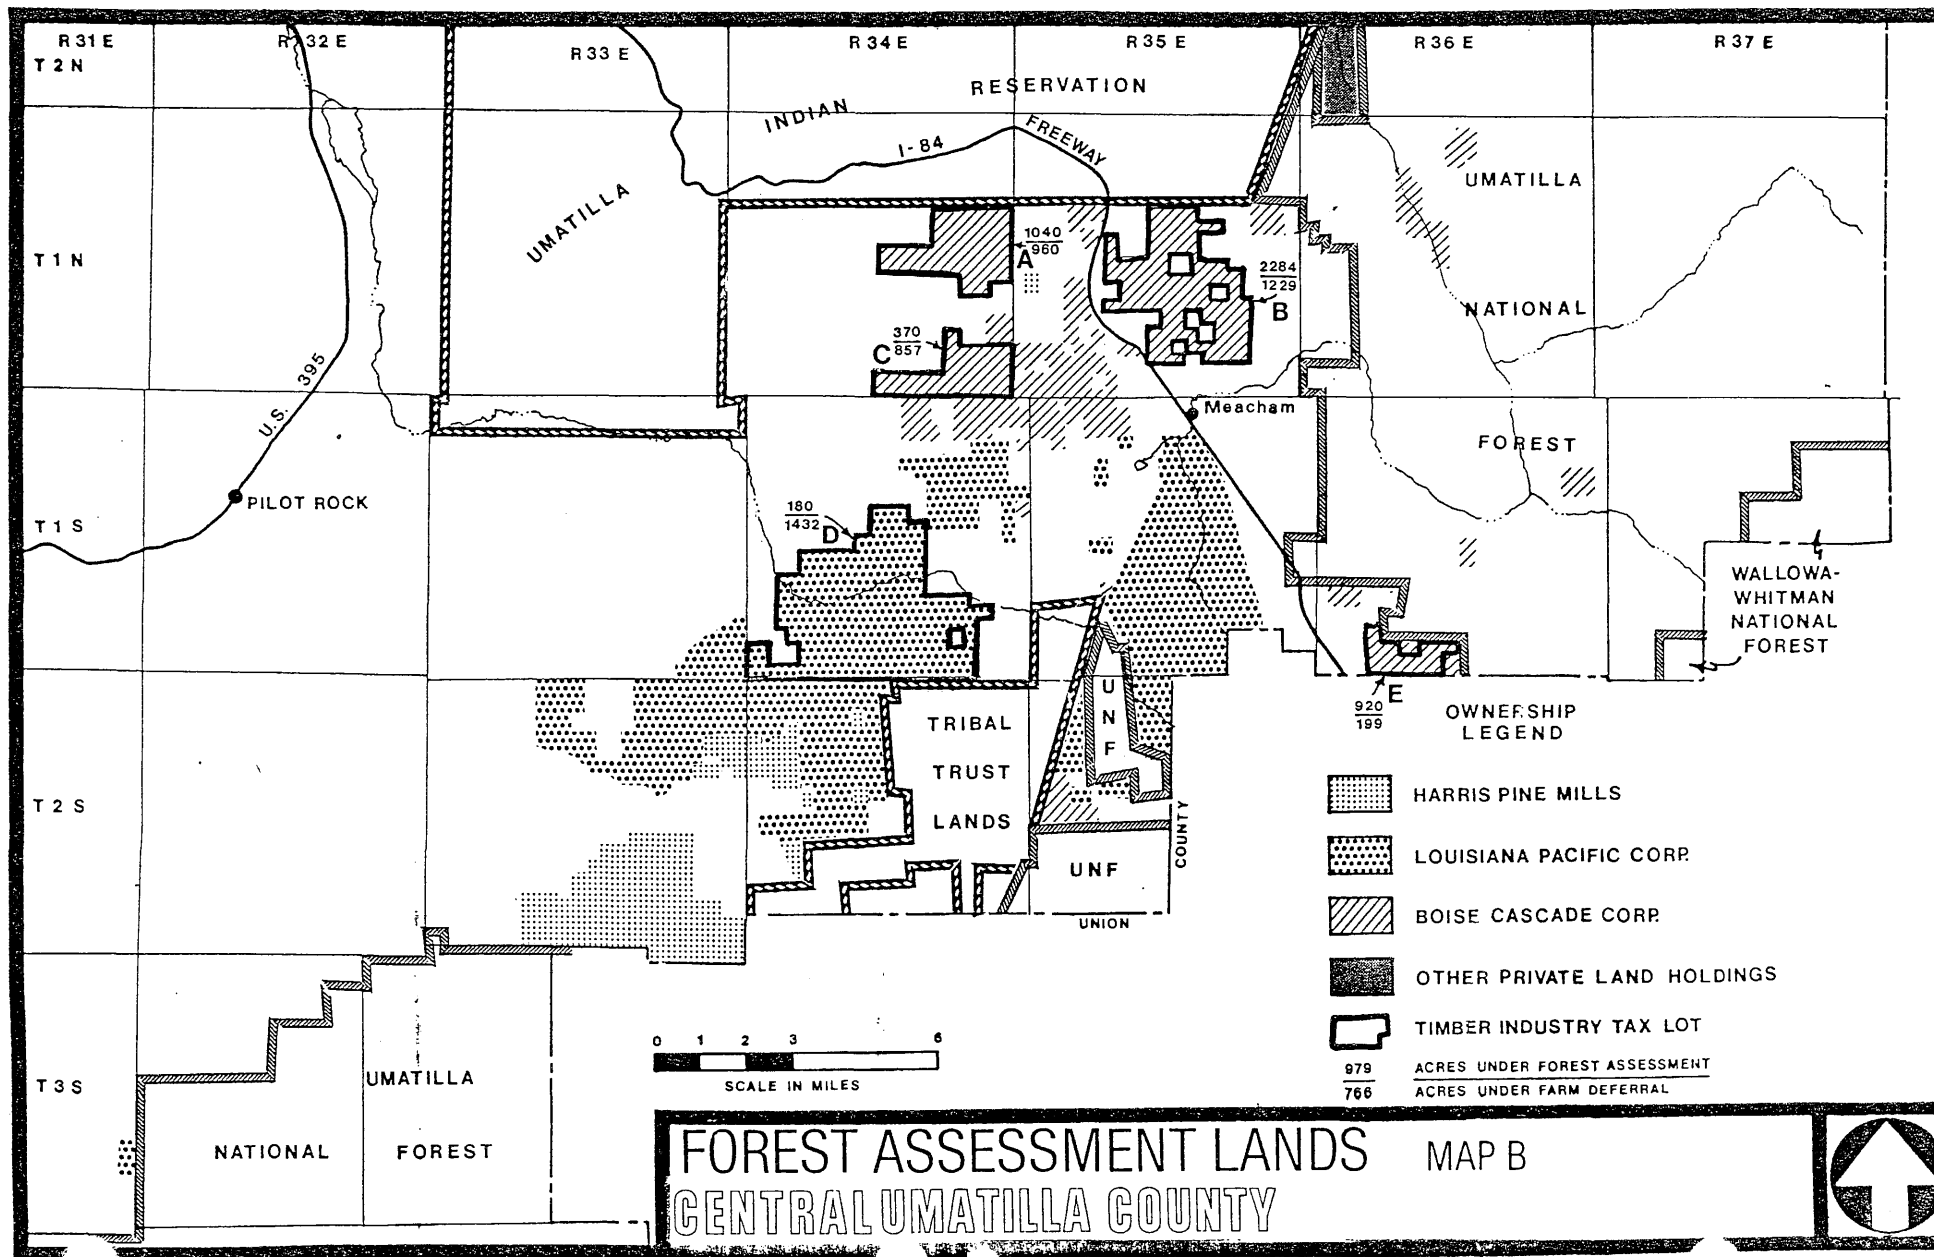 R 31 E
R 32 E
R 33 E
R 34 E
R 35 E
R 36 E
R 37 E
T 2 N
INDIAN RESERVATION
I-84 FREEWAY
UMATILLA
T 1 N
UMATILLA
NATIONAL
FOREST
1040
960
A
2284
1229
B
370
857
C
U.S. 395
Meacham
PILOT ROCK
T 1 S
180
1432
D
WALLOWA-
WHITMAN
NATIONAL
FOREST
920
199
E
TRIBAL
TRUST
LANDS
U
N
F
T 2 S
UNF
COUNTY
UNION
OWNERSHIP
LEGEND
HARRIS PINE MILLS
LOUISIANA PACIFIC CORP.
BOISE CASCADE CORP.
OTHER PRIVATE LAND HOLDINGS
TIMBER INDUSTRY TAX LOT
979 ACRES UNDER FOREST ASSESSMENT
766 ACRES UNDER FARM DEFERRAL
0 1 2 3 6
SCALE IN MILES
T 3 S
UMATILLA
NATIONAL FOREST
FOREST ASSESSMENT LANDS MAP B
CENTRAL UMATILLA COUNTY